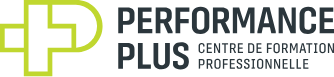 PERFORMANCE
PLUS CENTRE DE FORMATION
PROFESSIONNELLE